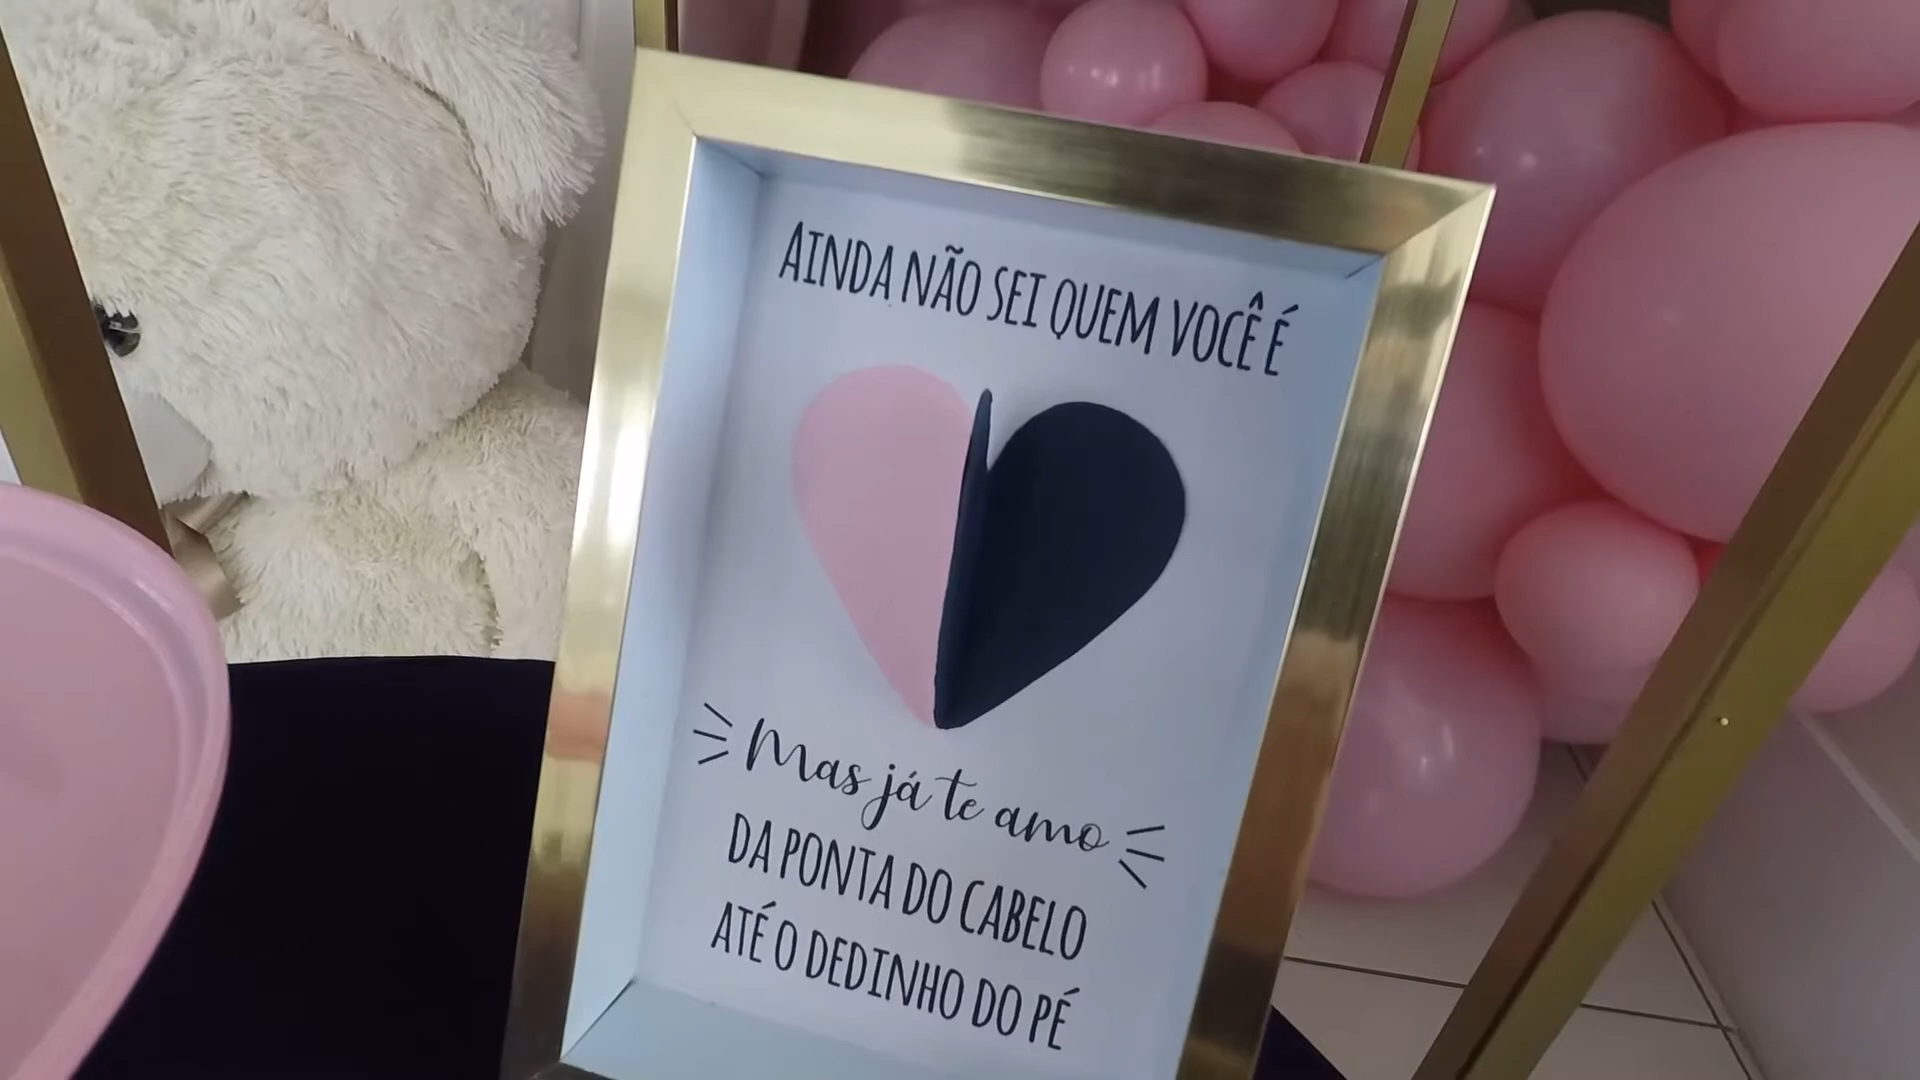 AINDA NÃO SEI QUEM VOCÊ É
Mas já te amo
DA PONTA DO CABELO
ATÉ O DEDINHO DO PÉ